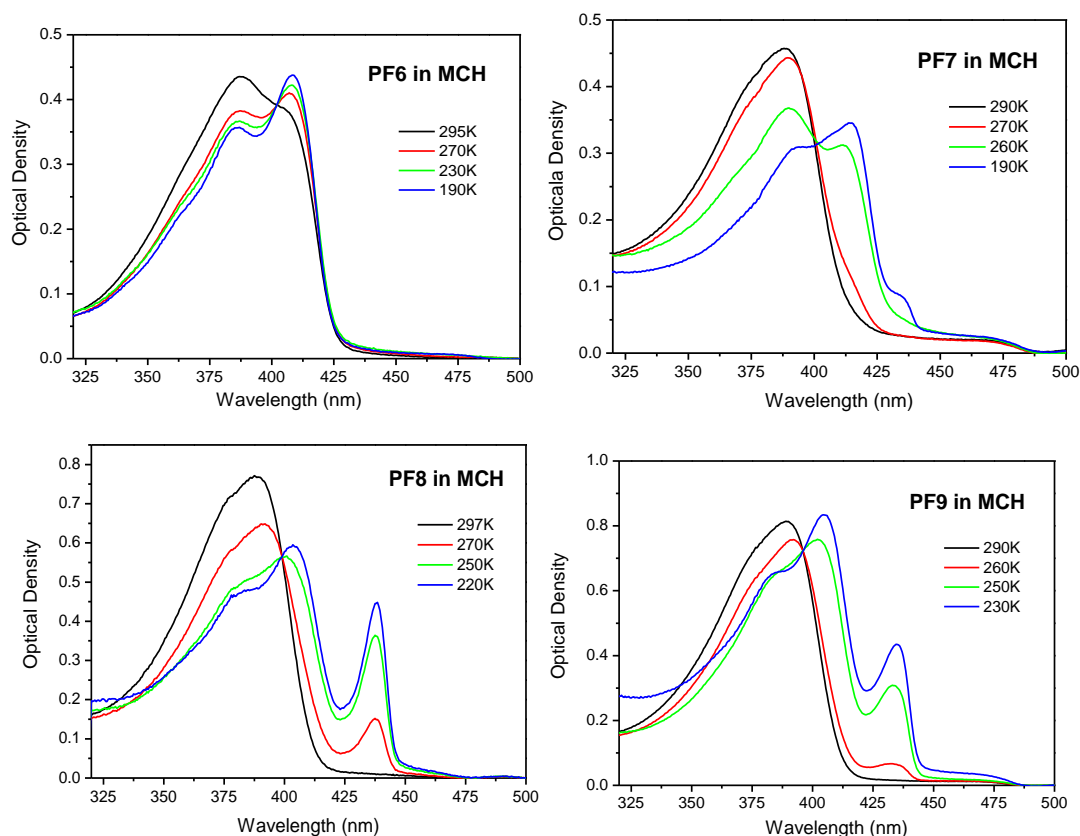 PF6 in MCH
295K
270K
230K
190K
Optical Density
0.5
0.4
0.3
0.2
0.1
0.0
325 350 375 400 425 450 475 500
Wavelength (nm)
PF7 in MCH
290K
270K
260K
190K
Opticala Density
0.5
0.4
0.3
0.2
0.1
0.0
325 350 375 400 425 450 475 500
Wavelength (nm)
PF8 in MCH
297K
270K
250K
220K
Optical Density
0.8
0.7
0.6
0.5
0.4
0.3
0.2
0.1
0.0
325 350 375 400 425 450 475 500
Wavelength (nm)
PF9 in MCH
290K
260K
250K
230K
Optical Density
1.0
0.8
0.6
0.4
0.2
0.0
325 350 375 400 425 450 475 500
Wavelength (nm)